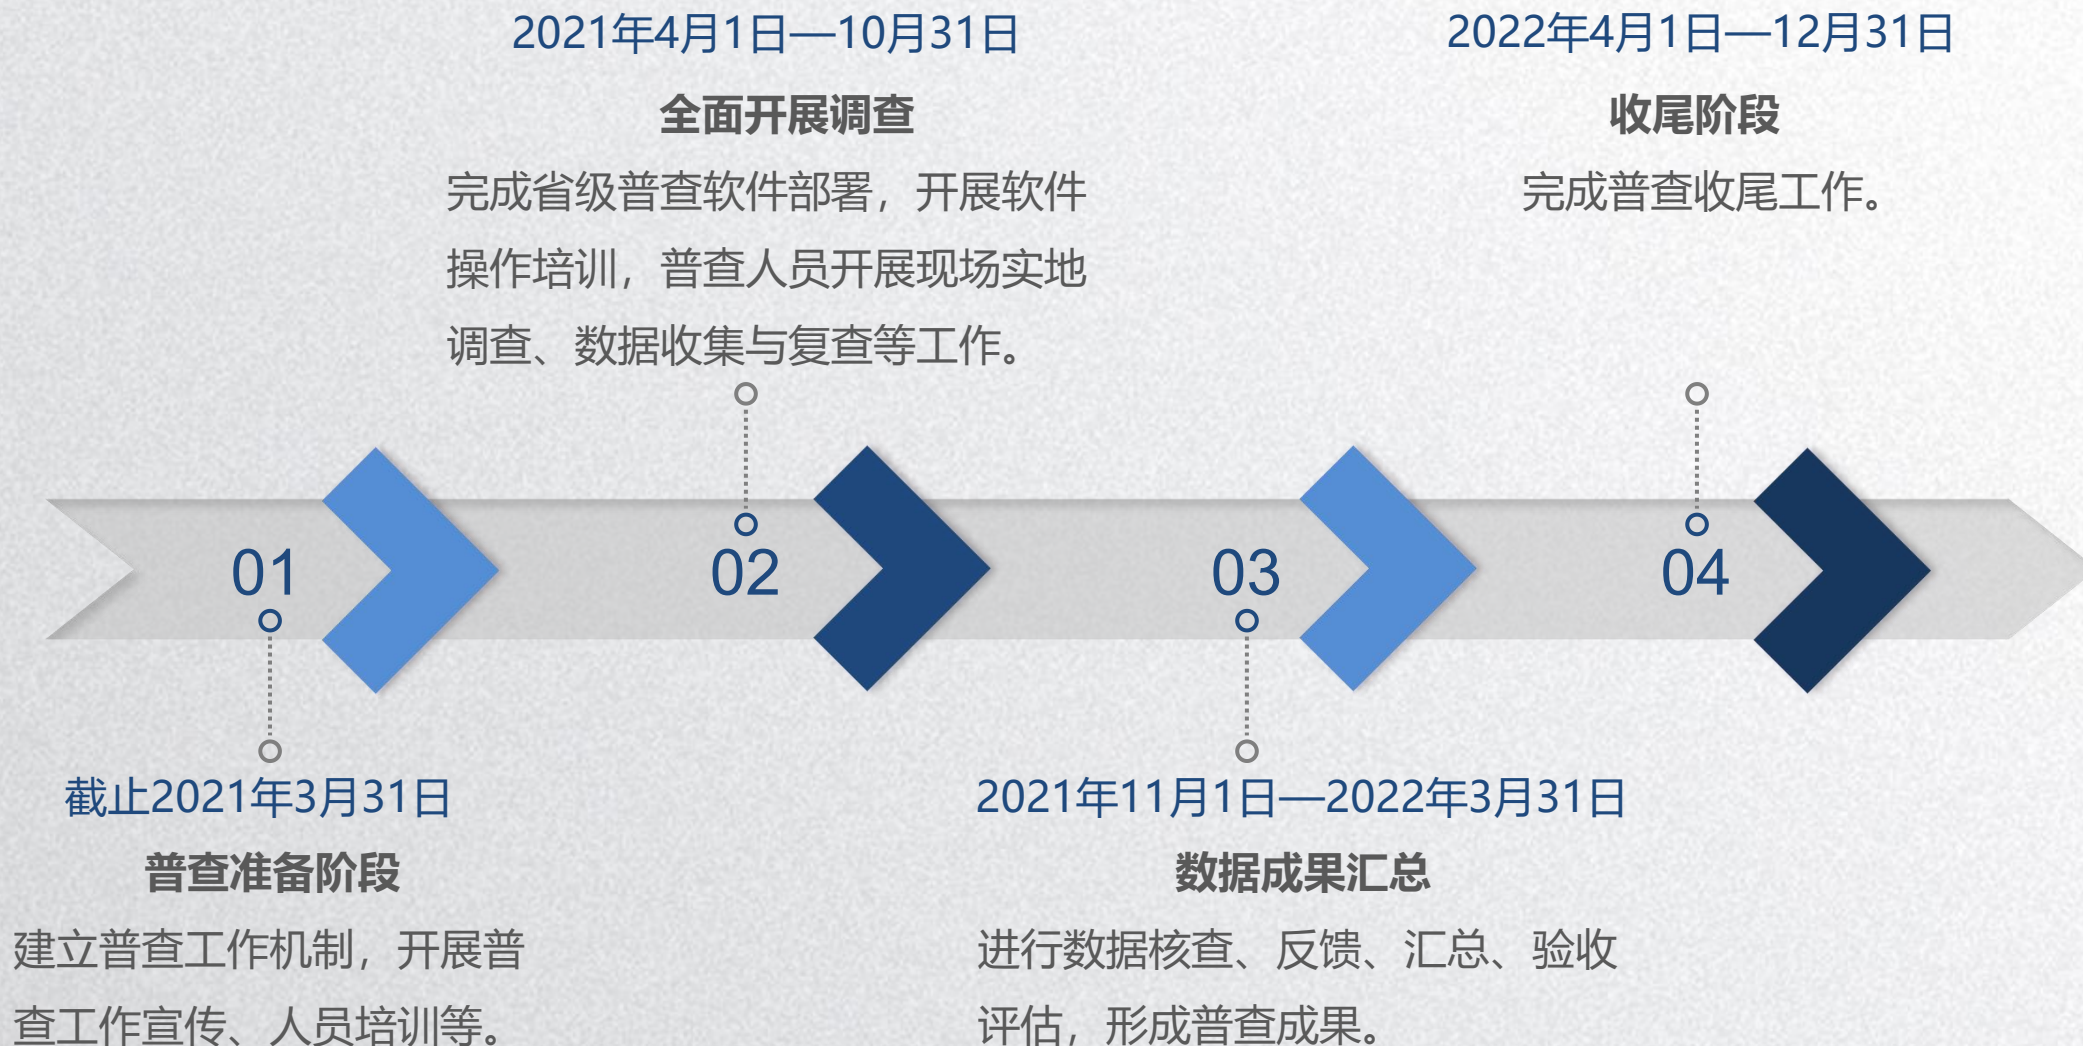 2021年4月1日—10月31日
全面开展调查
完成省级普查软件部署，开展软件
操作培训，普查人员开展现场实地
调查、数据收集与复查等工作。
2022年4月1日—12月31日
收尾阶段
完成普查收尾工作。
01
02
03
04
截止2021年3月31日
普查准备阶段
建立普查工作机制，开展普
查工作宣传、人员培训等。
2021年11月1日—2022年3月31日
数据成果汇总
进行数据核查、反馈、汇总、验收
评估，形成普查成果。